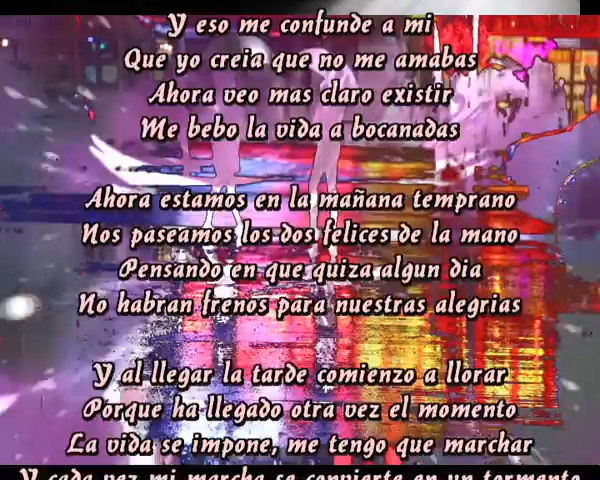 Y eso me confunde a mi
Que yo creia que no me amabas
Ahora veo mas claro existir
Me bebo la vida a bocanadas
Ahora estamos en la mañana temprano
Nos paseamos los dos felices de la mano
Pensando en que quiza algun dia
No habran frenos para nuestras alegrias
Y al llegar la tarde comienzo a llorar
Porque ha llegado otra vez el momento
La vida se impone, me tengo que marchar
Y cada vez mi marcha se convierte en un tormento